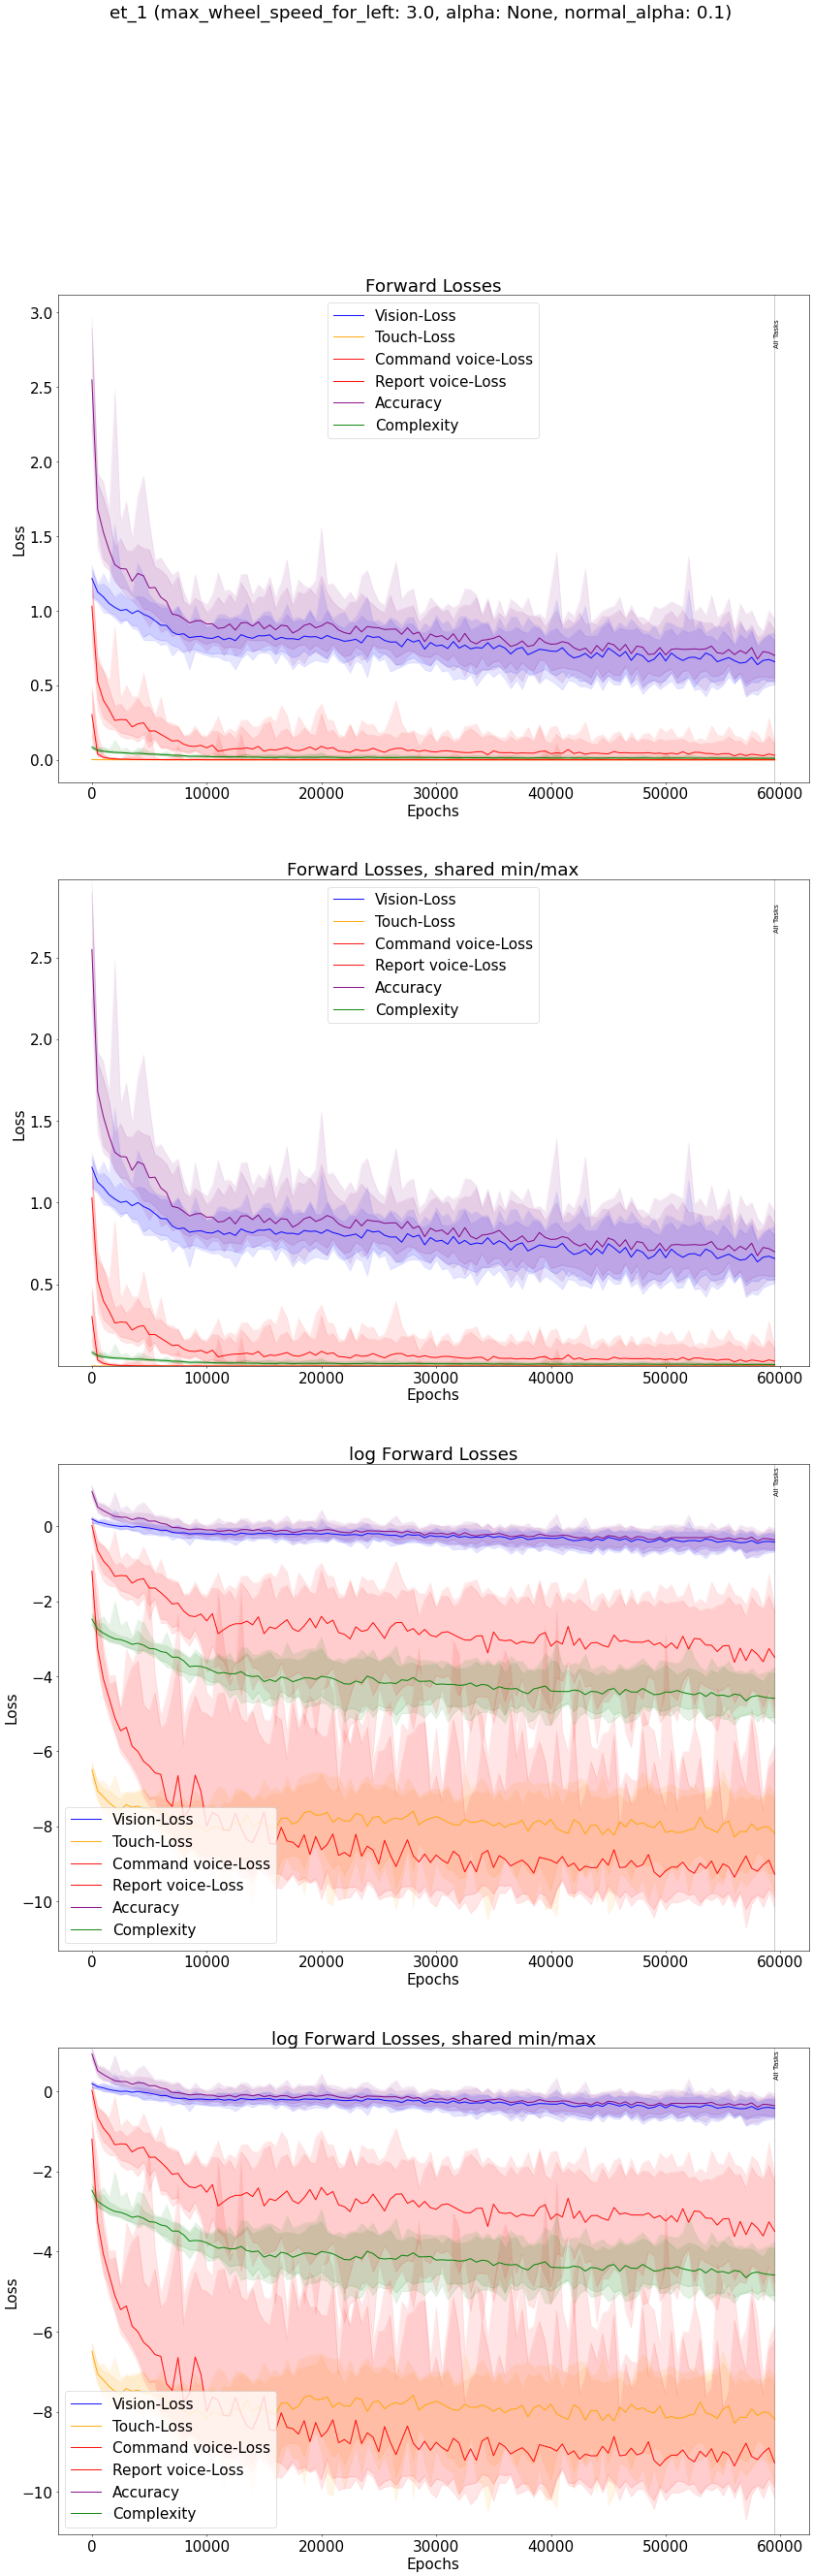 et_1 (max_wheel_speed_for_left: 3.0, alpha: None, normal_alpha: 0.1)
Forward Losses
Vision-Loss
Touch-Loss
Command voice-Loss
Report voice-Loss
Accuracy
Complexity
All Tasks
3.0
2.5
2.0
1.5
1.0
0.5
0.0
Loss
0 10000 20000 30000 40000 50000 60000
Epochs
Forward Losses, shared min/max
Vision-Loss
Touch-Loss
Command voice-Loss
Report voice-Loss
Accuracy
Complexity
All Tasks
2.5
2.0
1.5
1.0
0.5
Loss
0 10000 20000 30000 40000 50000 60000
Epochs
log Forward Losses
All Tasks
0
−2
−4
−6
−8
−10
Loss
Vision-Loss
Touch-Loss
Command voice-Loss
Report voice-Loss
Accuracy
Complexity
0 10000 20000 30000 40000 50000 60000
Epochs
log Forward Losses, shared min/max
All Tasks
0
−2
−4
−6
−8
−10
Loss
Vision-Loss
Touch-Loss
Command voice-Loss
Report voice-Loss
Accuracy
Complexity
0 10000 20000 30000 40000 50000 60000
Epochs